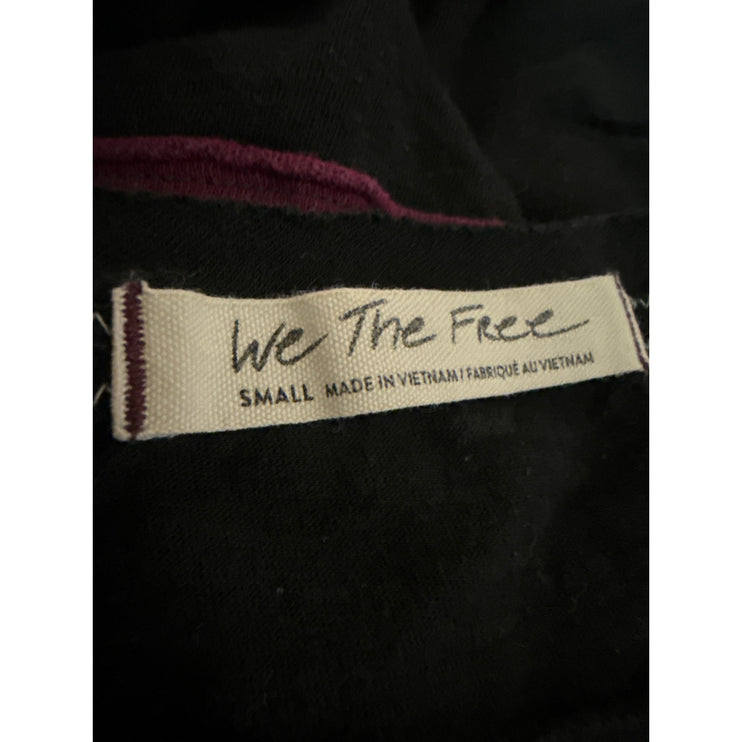 We The Free
SMALL MADE IN VIETNAM / FABRIQUÉ AU VIETNAM